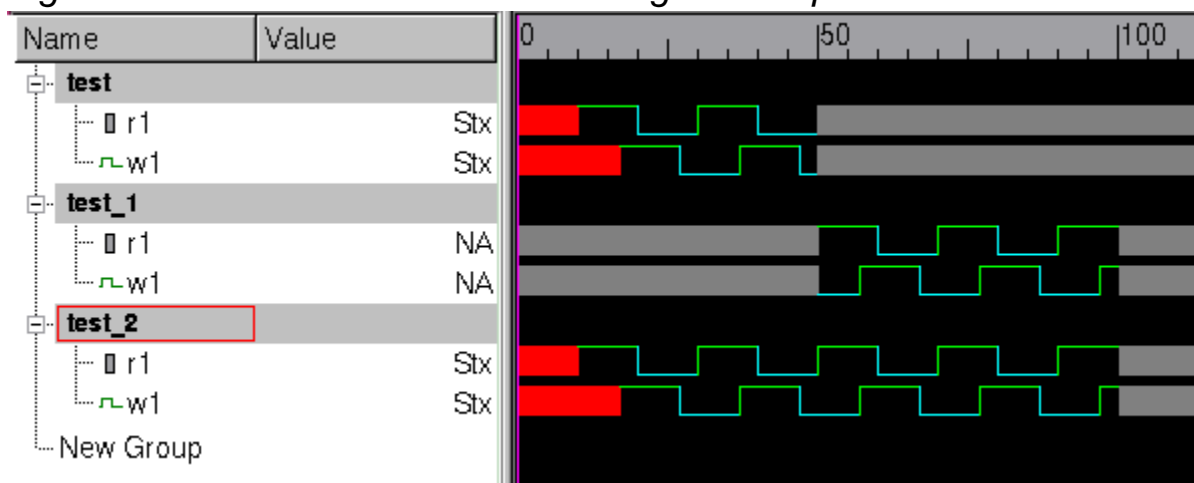 Name Value 0 50 100
test
r1 Stx
w1 Stx
test_1
r1 NA
w1 NA
test_2
r1 Stx
w1 Stx
New Group